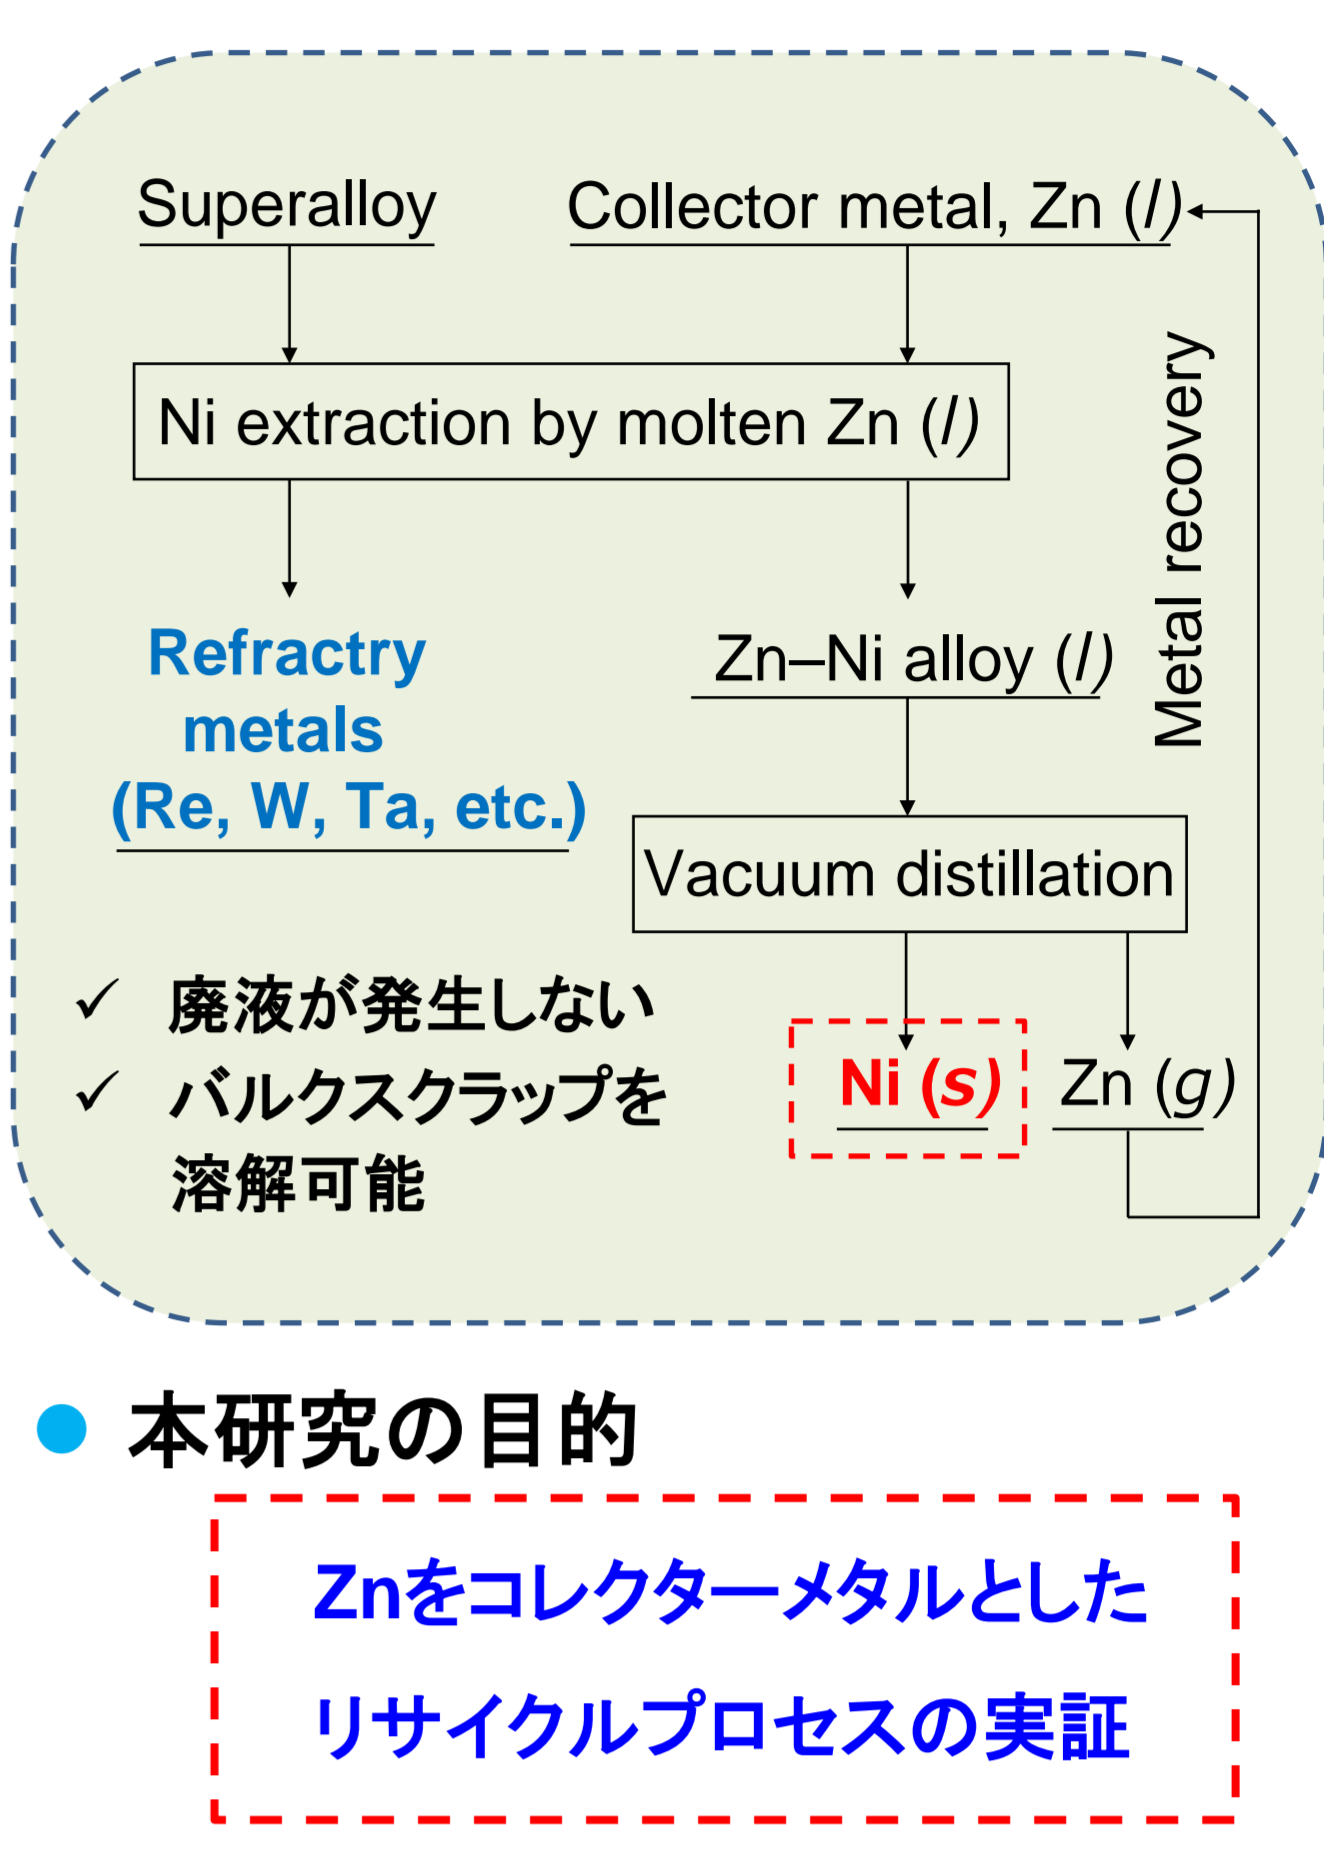 Superalloy
Collector metal, Zn (l)
Ni extraction by molten Zn (l)
Metal recovery
Refractry
metals
(Re, W, Ta, etc.)
Zn–Ni alloy (l)
Vacuum distillation
Ni (s)
Zn (g)
✓ 廃液が発生しない
✓ バルクスクラップを
溶解可能
● 本研究の目的
Znをコレクターメタルとした
リサイクルプロセスの実証